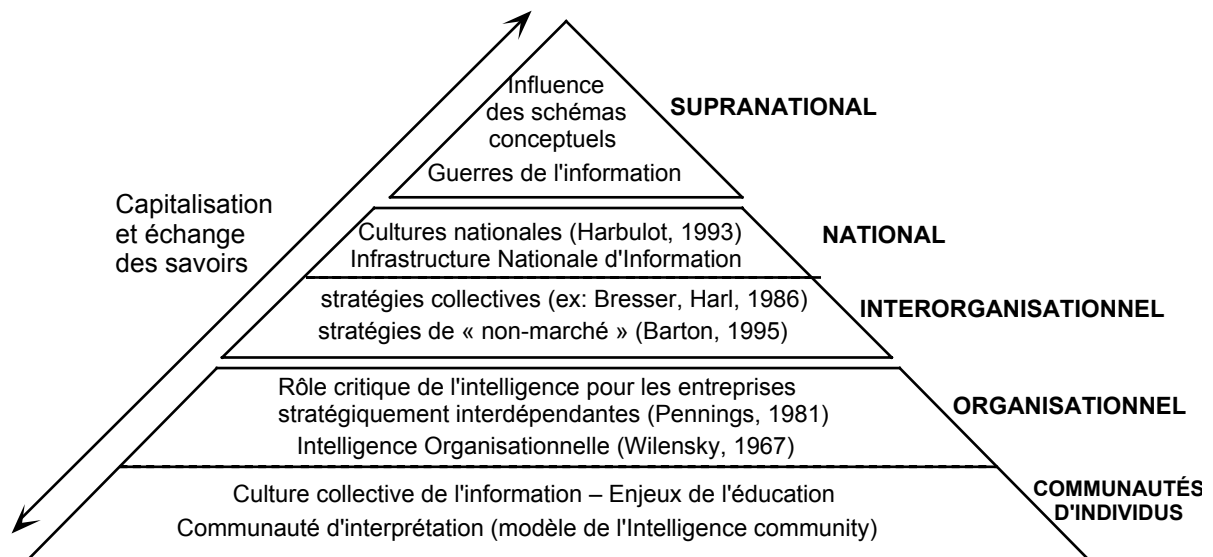 Influence
des schémas
conceptuels
SUPRANATIONAL
Guerres de l'information
Capitalisation
et échange
des savoirs
Cultures nationales (Harbulot, 1993)
Infrastructure Nationale d'Information
NATIONAL
stratégies collectives (ex: Bresser, Harl, 1986)
stratégies de « non-marché » (Barton, 1995)
INTERORGANISATIONNEL
Rôle critique de l'intelligence pour les entreprises
stratégiquement interdépendantes (Pennings, 1981)
Intelligence Organisationnelle (Wilensky, 1967)
ORGANISATIONNEL
Culture collective de l'information – Enjeux de l'éducation
Communauté d'interprétation (modèle de l'Intelligence community)
COMMUNAUTÉS
D'INDIVIDUS